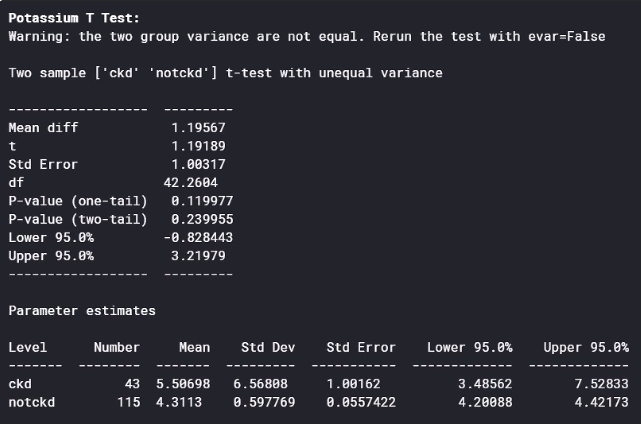 Potassium T Test:
Warning: the two group variance are not equal. Rerun the test with evar=False
Two sample ['ckd' 'notckd'] t-test with unequal variance
------------------  ---------
Mean diff             1.19567
t                     1.19189
Std Error             1.00317
df                   42.2604
P-value (one-tail)    0.119977
P-value (two-tail)    0.239955
Lower 95.0%          -0.828443
Upper 95.0%           3.21979
------------------  ---------
Parameter estimates
Level      Number     Mean    Std Dev    Std Error    Lower 95.0%    Upper 95.0%
-------  --------  -------  ---------  -----------  -------------  -------------
ckd            43  5.50698   6.56808     1.00162          3.48562        7.52833
notckd        115  4.3113    0.597769    0.0557422        4.20088        4.42173